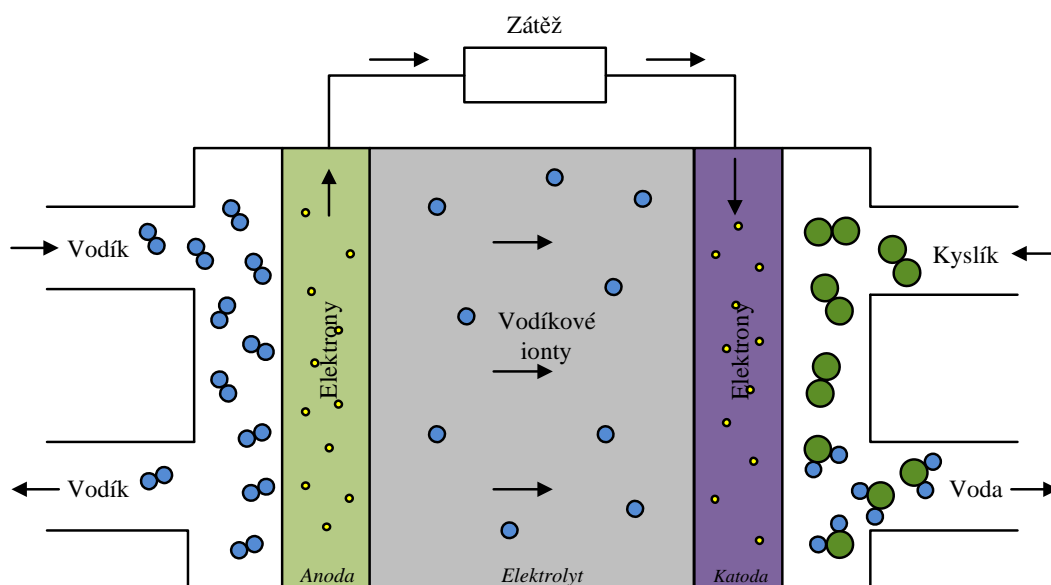 Zátěž
Vodík
Kyslík
Elektrony
Vodíkové
ionty
Elektrony
Vodík
Voda
Anoda
Elektrolyt
Katoda